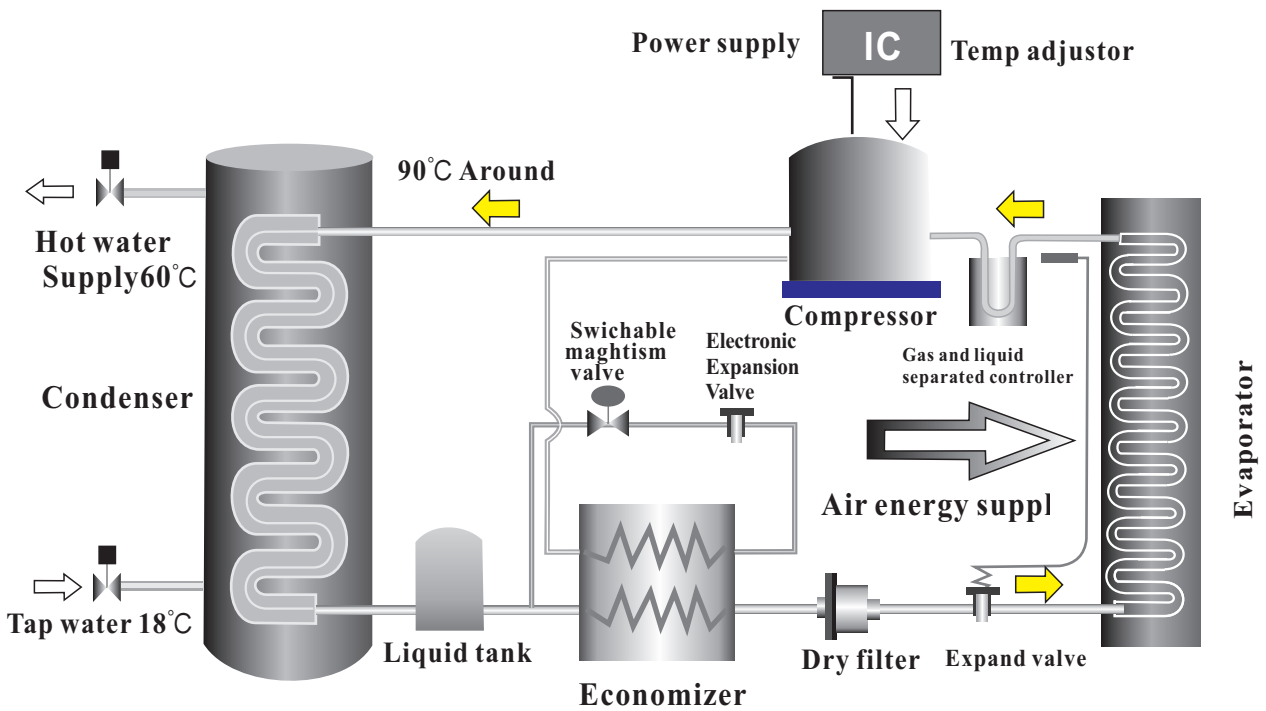 Power supply
IC
Temp adjustor
90℃ Around
Hot water
Supply60℃
Compressor
Swichable
maghtism
valve
Electronic
Expansion
Valve
Gas and liquid
separated controller
Condenser
Evaporator
Air energy suppl
Tap water 18℃
Liquid tank
Economizer
Dry filter
Expand valve